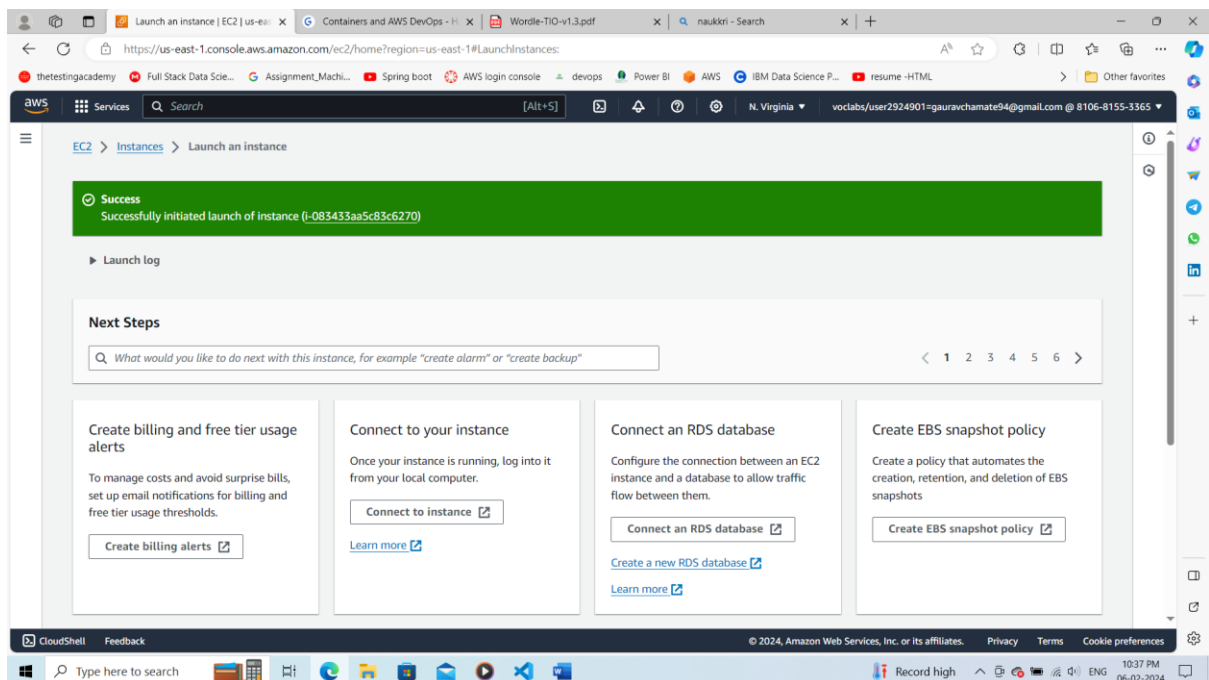 Launch an instance | EC2 | us-eas
Containers and AWS DevOps - H
Wordle-TIO-v1.3.pdf
naukkri - Search
https://us-east-1.console.aws.amazon.com/ec2/home?region=us-east-1#LaunchInstances:
thetestingacademy
Full Stack Data Scie...
Assignment_Machi...
Spring boot
AWS login console
devops
Power BI
AWS
IBM Data Science P...
resume -HTML
Other favorites
aws
Services
Search
[Alt+S]
N. Virginia
voclabs/user2924901=gauravchamate94@gmail.com @ 8106-8155-3365
EC2 > Instances > Launch an instance
Success
Successfully initiated launch of instance (i-083433aa5c83c6270)
Launch log
Next Steps
What would you like to do next with this instance, for example "create alarm" or "create backup"
1 2 3 4 5 6
Create billing and free tier usage
alerts
To manage costs and avoid surprise bills,
set up email notifications for billing and
free tier usage thresholds.
Create billing alerts
Connect to your instance
Once your instance is running, log into it
from your local computer.
Connect to instance
Learn more
Connect an RDS database
Configure the connection between an EC2
instance and a database to allow traffic
flow between them.
Connect an RDS database
Create a new RDS database
Learn more
Create EBS snapshot policy
Create a policy that automates the
creation, retention, and deletion of EBS
snapshots
Create EBS snapshot policy
CloudShell
Feedback
© 2024, Amazon Web Services, Inc. or its affiliates.
Privacy
Terms
Cookie preferences
Type here to search
Record high
ENG
10:37 PM
06-02-2024